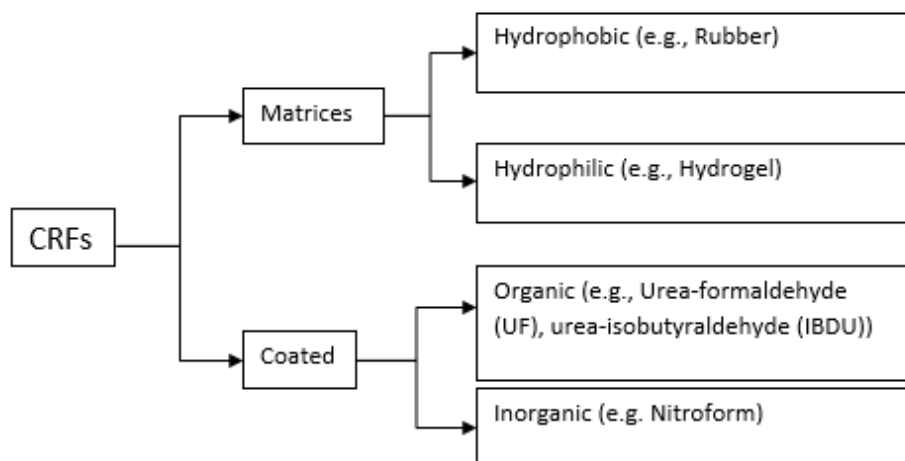 Hydrophobic (e.g., Rubber)
Matrices
Hydrophilic (e.g., Hydrogel)
CRFs
Organic (e.g., Urea-formaldehyde
(UF), urea-isobutyraldehyde (IBDU))
Coated
Inorganic (e.g. Nitroform)